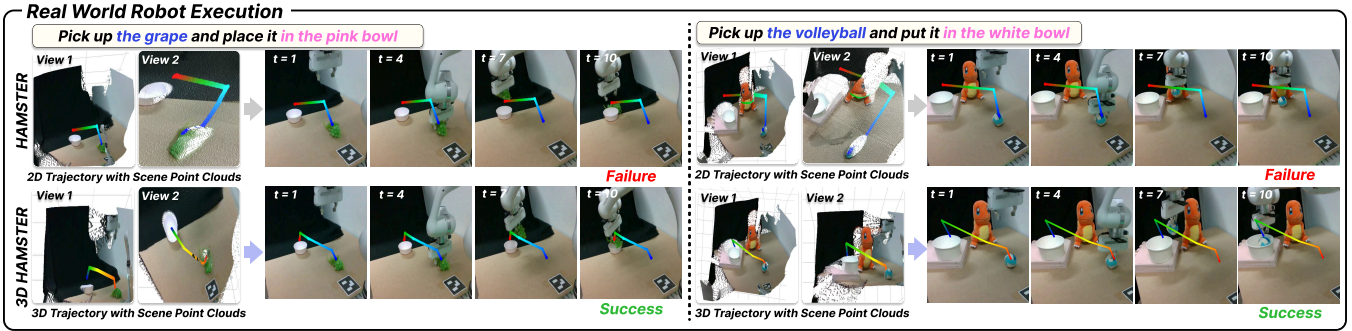 Real World Robot Execution
Pick up the grape and place it in the pink bowl
HAMSTER
View 1
View 2
t = 1
t = 4
t = 7
t = 10
2D Trajectory with Scene Point Clouds
Failure
3D HAMSTER
View 1
View 2
t = 1
t = 4
t = 7
t = 10
3D Trajectory with Scene Point Clouds
Success
Pick up the volleyball and put it in the white bowl
View 1
View 2
t = 1
t = 4
t = 7
t = 10
2D Trajectory with Scene Point Clouds
Failure
View 1
View 2
t = 1
t = 4
t = 7
t = 10
3D Trajectory with Scene Point Clouds
Success